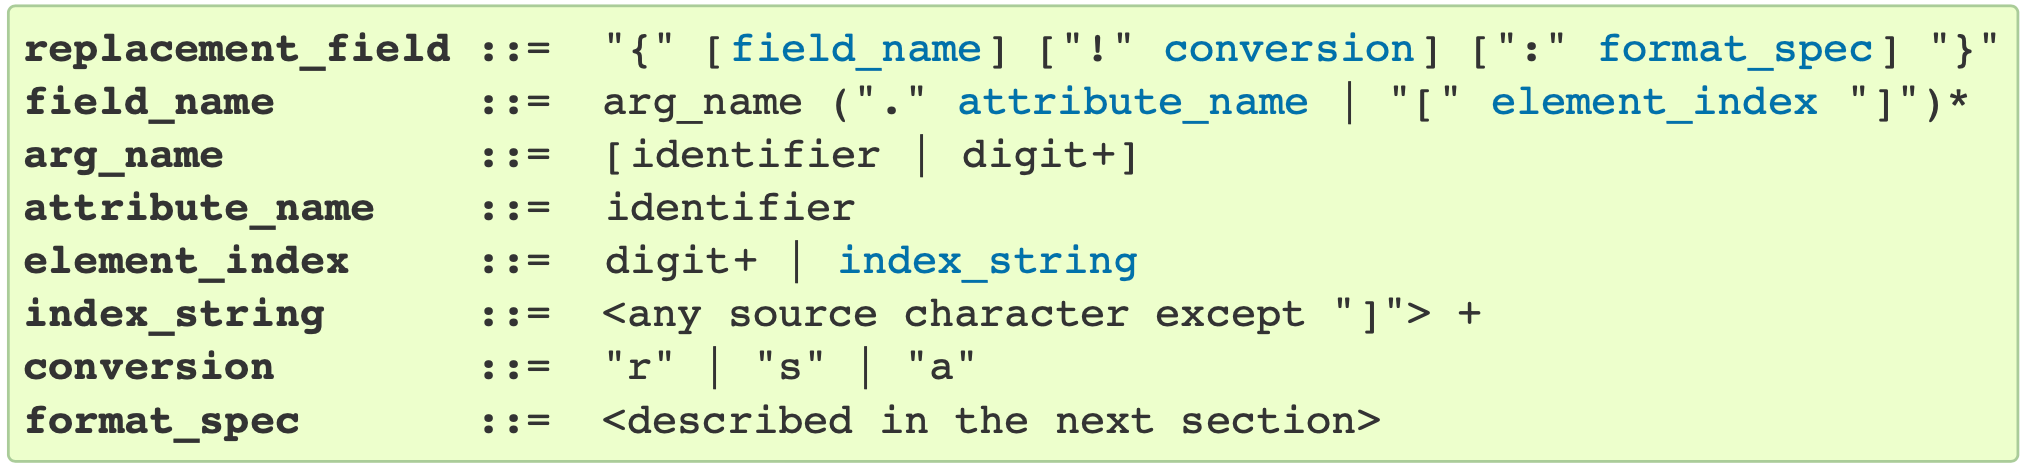 replacement_field ::=  "{" [field_name] ["!" conversion] [":" format_spec] "}"
field_name        ::=  arg_name ("." attribute_name | "[" element_index "]")*
arg_name          ::=  [identifier | digit+]
attribute_name    ::=  identifier
element_index     ::=  digit+ | index_string
index_string      ::=  <any source character except "]"> +
conversion        ::=  "r" | "s" | "a"
format_spec       ::=  <described in the next section>